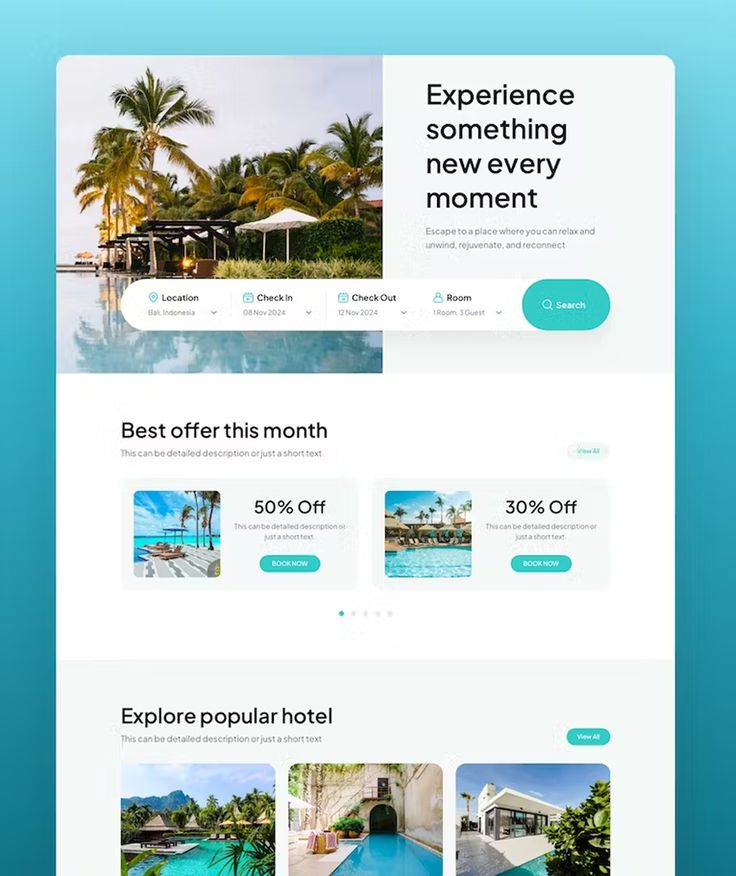 Experience
something
new every
moment
Escape to a place where you can relax and
unwind, rejuvenate, and reconnect
Location
Bali, Indonesia
Check In
08 Nov 2024
Check Out
12 Nov 2024
Room
1 Room, 3 Guest
Search
Best offer this month
This can be detailed description or just a short text
View All
50% Off
This can be detailed description or
just a short text
BOOK NOW
30% Off
This can be detailed description or
just a short text
BOOK NOW
Explore popular hotel
This can be detailed description or just a short text
View All